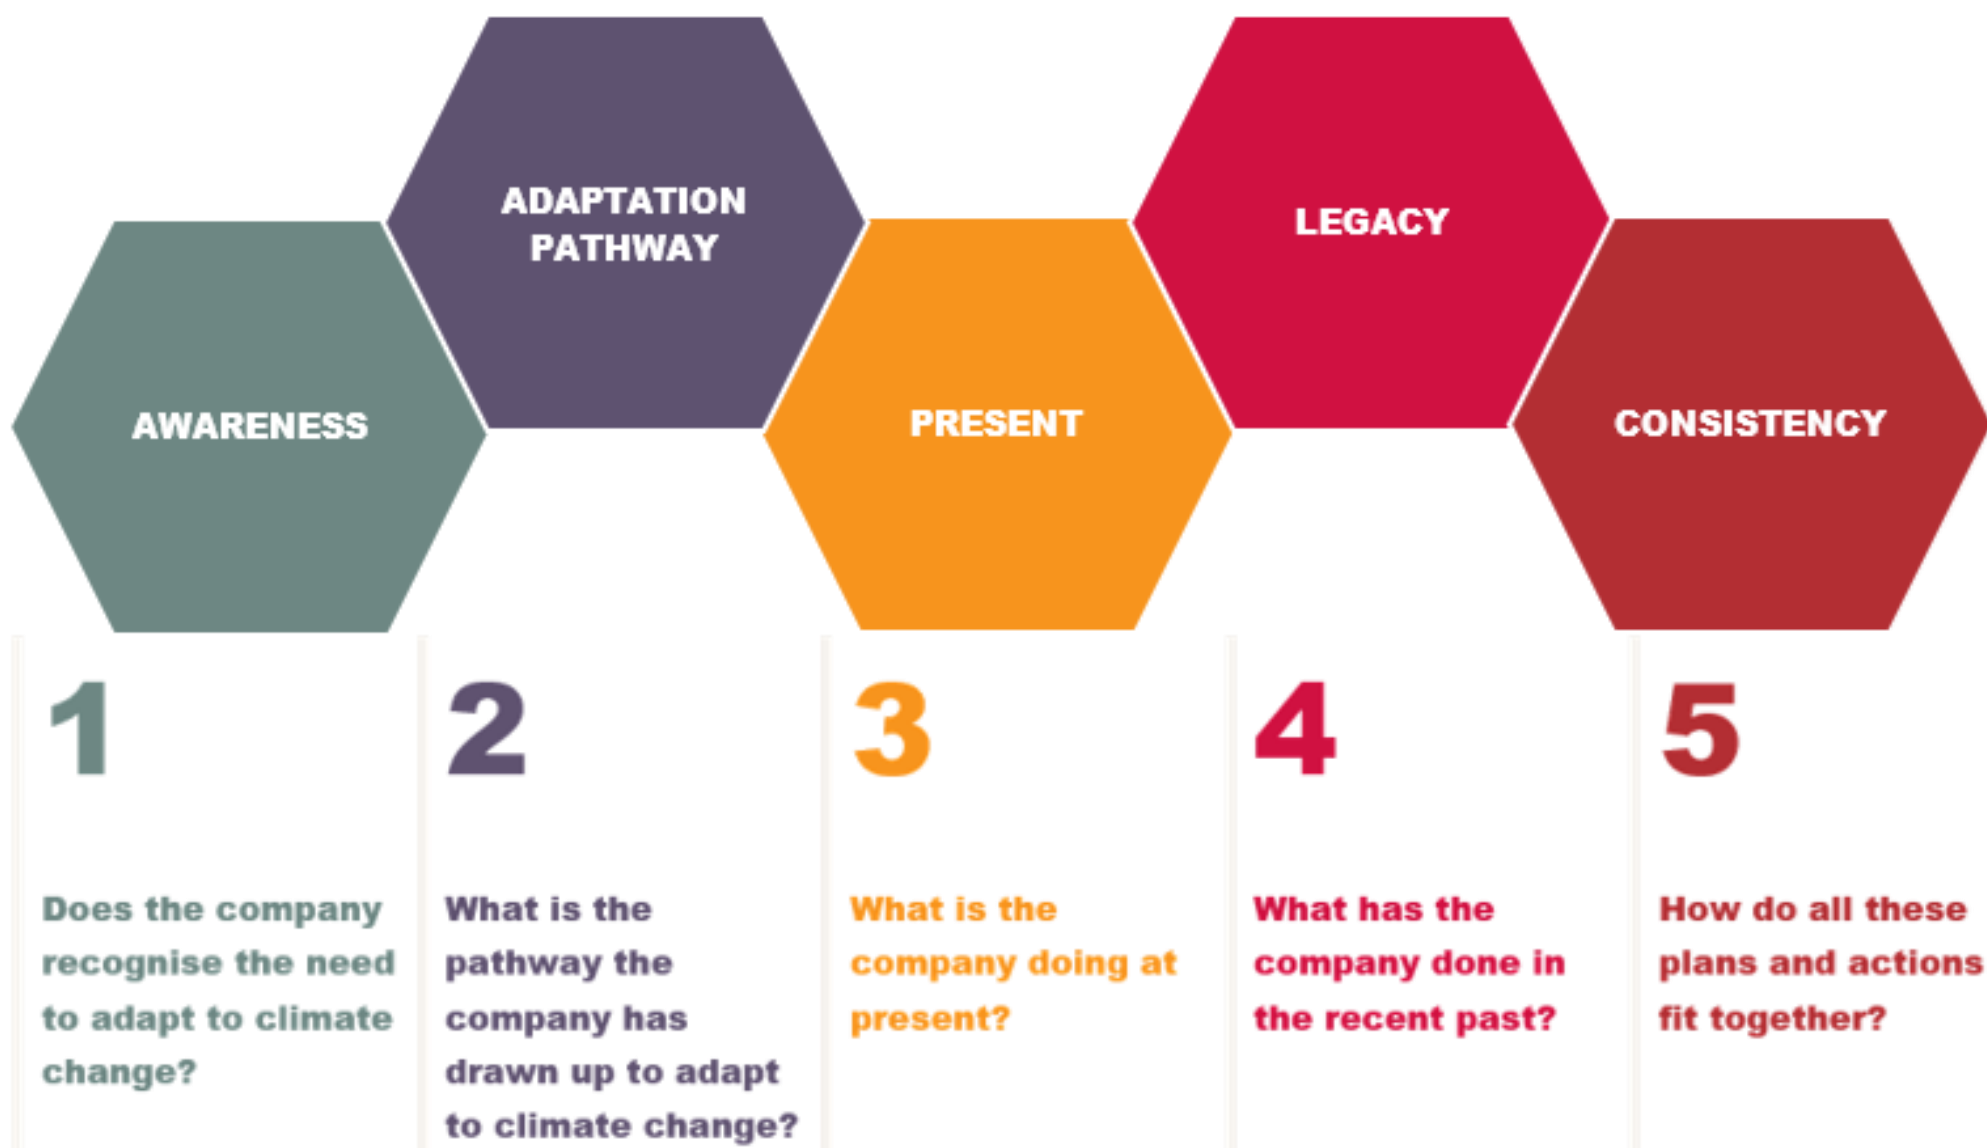 AWARENESS
ADAPTATION
PATHWAY
PRESENT
LEGACY
CONSISTENCY
1
Does the company
recognise the need
to adapt to climate
change?
2
What is the
pathway the
company has
drawn up to adapt
to climate change?
3
What is the
company doing at
present?
4
What has the
company done in
the recent past?
5
How do all these
plans and actions
fit together?